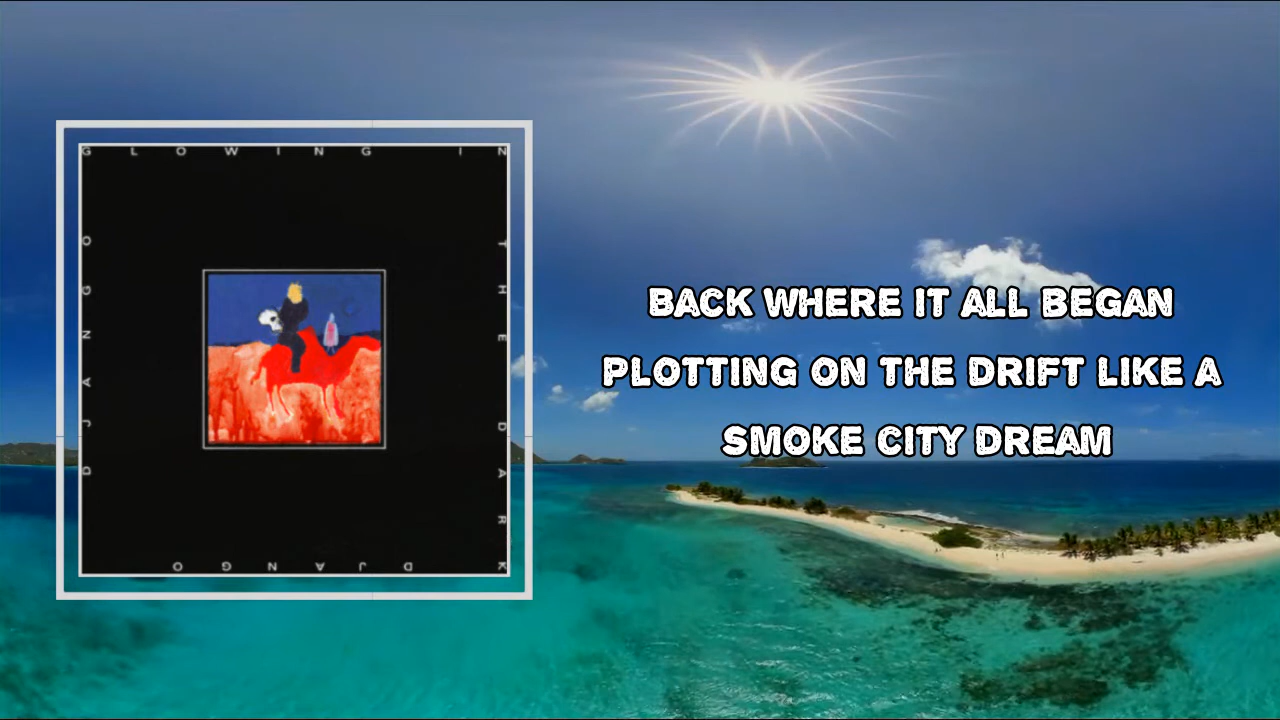 GLOWING IN
THE DARK
DJANGO
DJANGO
BACK WHERE IT ALL BEGAN
PLOTTING ON THE DRIFT LIKE A
SMOKE CITY DREAM